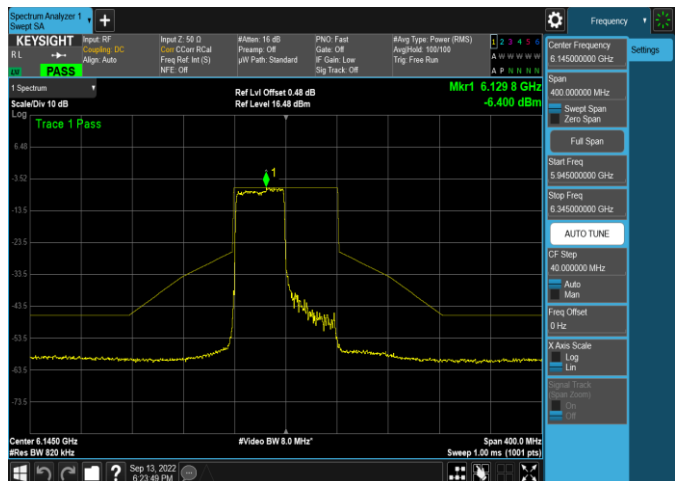 Spectrum Analyzer 1
Swept SA
+
Frequency
KEYSIGHT
RL
PASS
Input: RF
Coupling: DC
Align: Auto
Input Z: 50 Ω
Corr CCorr RCal
Freq Ref: Int (S)
NFE: Off
#Atten: 16 dB
Preamp: Off
µW Path: Standard
PNO: Fast
Gate: Off
IF Gain: Low
Sig Track: Off
#Avg Type: Power (RMS)
Avg|Hold: 100/100
Trig: Free Run
1 2 3 4 5 6
A W W W W W
A P N N N N
Center Frequency
6.145000000 GHz
Settings
Span
400.000000 MHz
Swept Span
Zero Span
Full Span
Start Freq
5.945000000 GHz
Stop Freq
6.345000000 GHz
AUTO TUNE
CF Step
40.000000 MHz
Auto
Man
Freq Offset
0 Hz
X Axis Scale
Log
Lin
Signal Track
(Span Zoom)
On
Off
1 Spectrum
Scale/Div 10 dB
Log
Ref Lvl Offset 0.48 dB
Ref Level 16.48 dBm
Mkr1 6.129 8 GHz
-6.400 dBm
Trace 1 Pass
6.48
-3.52
-13.5
-23.5
-33.5
-43.5
-53.5
-63.5
-73.5
1
Center 6.1450 GHz
#Res BW 820 kHz
#Video BW 8.0 MHz*
Span 400.0 MHz
Sweep 1.00 ms (1001 pts)
?
Sep 13, 2022
6:23:49 PM